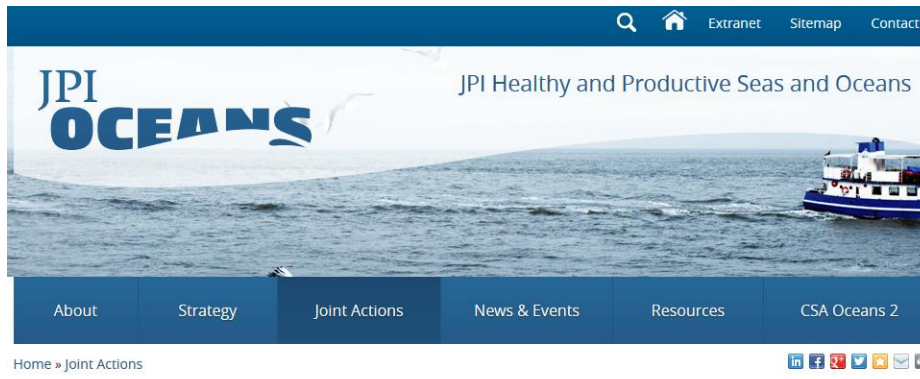 Extranet Sitemap Contact
JPI
OCEANS
JPI Healthy and Productive Seas and Oceans
About Strategy Joint Actions News & Events Resources CSA Oceans 2
Home » Joint Actions